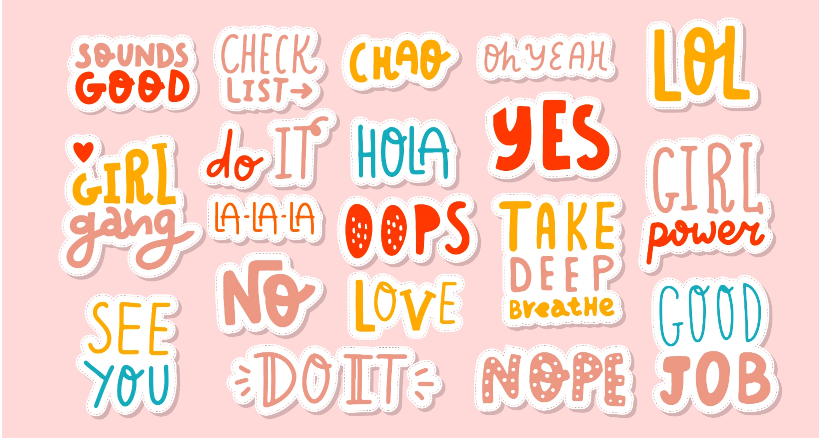 SOUNDS
GOOD
CHECK
LIST→
CHAO
Oh YEAH
LOL
GIRL
gang
do IT
HOLA
YES
GIRL
power
LA-LA-LA
OOPS
TAKE
DEEP
BreatHe
NO
LOVE
SEE
YOU
DO IT
NOPE
GOOD
JOB